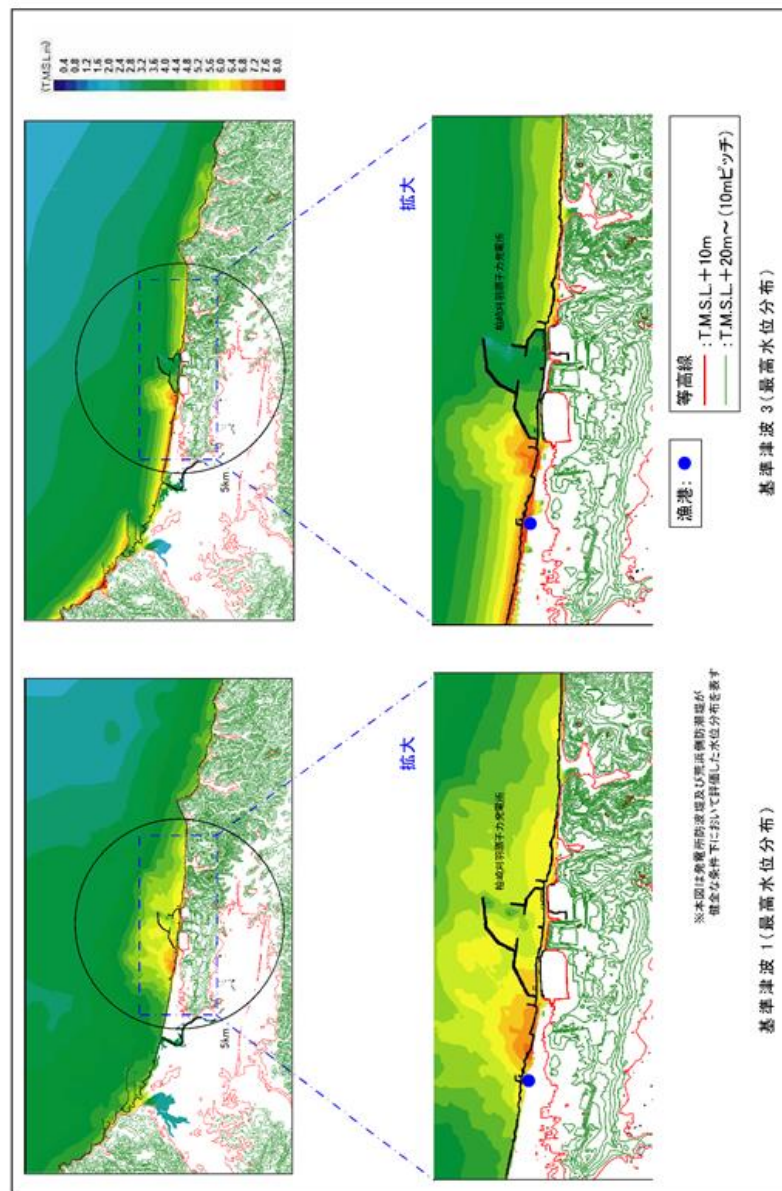 (T.M.S.L.m)
0.4
0.8
1.2
1.6
2.0
2.4
2.8
3.2
3.6
4.0
4.4
4.8
5.2
5.6
6.0
6.4
6.8
7.2
7.6
8.0
5km
5km
拡大
拡大
柏崎刈羽原子力発電所
柏崎刈羽原子力発電所
※本図は発電所防波堤及び荒浜側防潮堤が
健全な条件下において評価した水位分布を表す
漁港:
等高線
:T.M.S.L.+10m
:T.M.S.L.+20m~(10mピッチ)
基準津波1(最高水位分布)
基準津波3(最高水位分布)